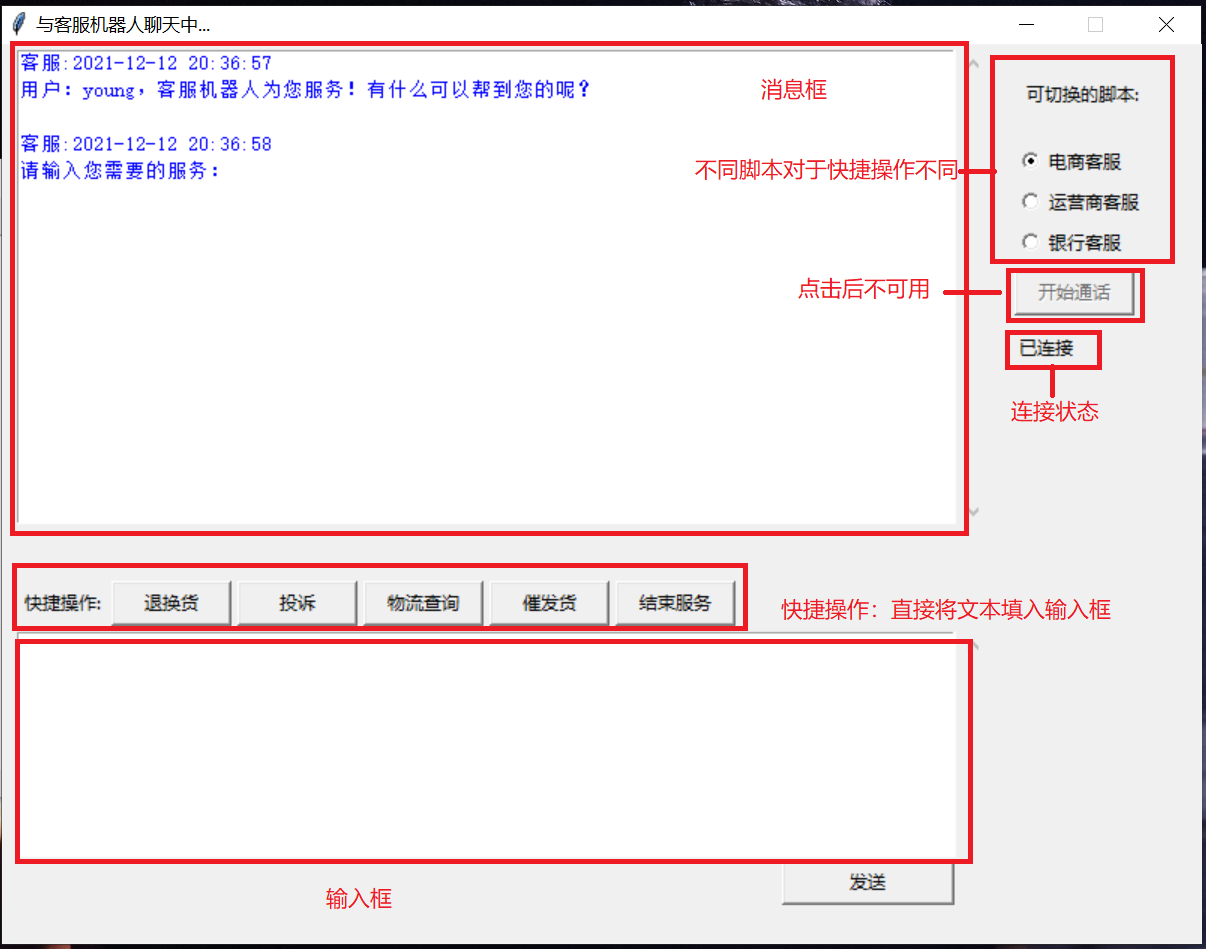 与客服机器人聊天中...
客服:2021-12-12 20:36:57
用户：young，客服机器人为您服务！有什么可以帮到您的呢？
消息框
客服:2021-12-12 20:36:58
请输入您需要的服务：
不同脚本对于快捷操作不同
可切换的脚本:
电商客服
运营商客服
银行客服
点击后不可用
开始通话
已连接
连接状态
快捷操作: 退换货 投诉 物流查询 催发货 结束服务
快捷操作：直接将文本填入输入框
发送
输入框